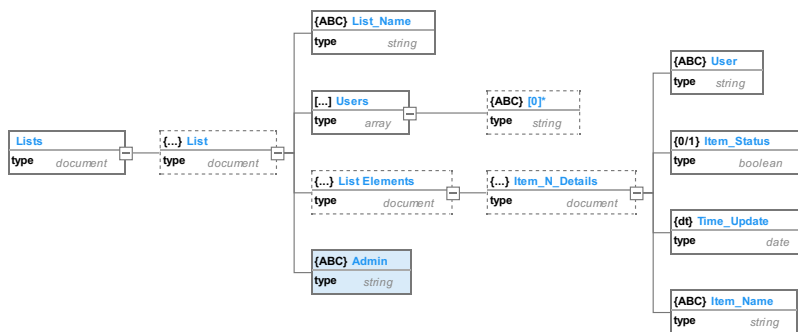 {ABC} List_Name
type string
[...] Users
type array
{ABC} [0]*
type string
Lists
type document
{...} List
type document
{...} List Elements
type document
{...} Item_N_Details
type document
{ABC} Admin
type string
{ABC} User
type string
{0/1} Item_Status
type boolean
{dt} Time_Update
type date
{ABC} Item_Name
type string